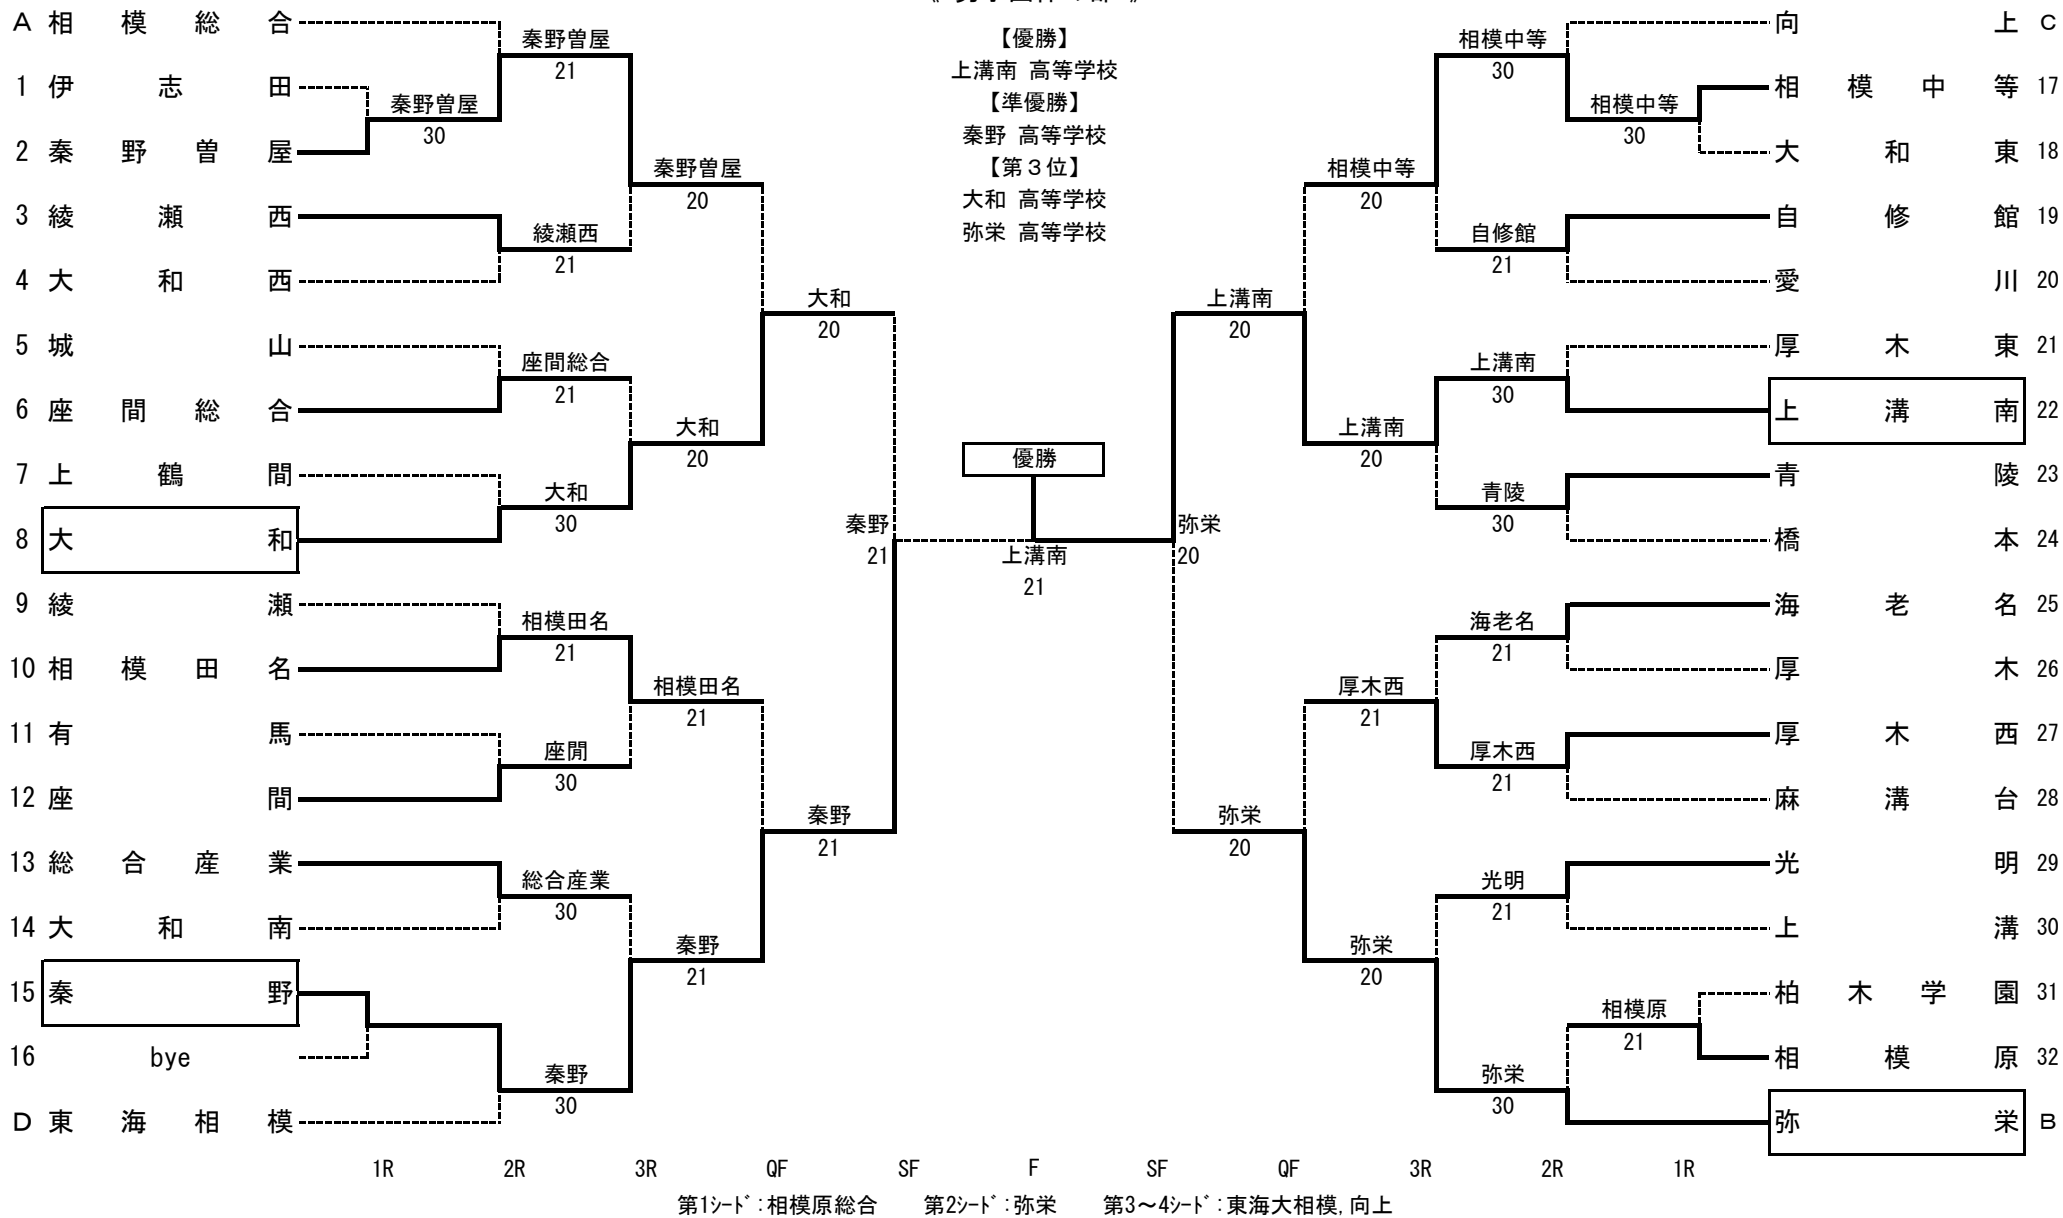 【優勝】
上溝南 高等学校
【準優勝】
秦野 高等学校
【第３位】
大和 高等学校
弥栄 高等学校
A 相模総合
1 伊志田
2 秦野曽屋
3 綾瀬西
4 大和西
5 城山
6 座間総合
7 上鶴間
8 大和
9 綾瀬
10 相模田名
11 有馬
12 座間
13 総合産業
14 大和南
15 秦野
16 bye
D 東海相模
秦野曽屋
30
秦野曽屋
21
綾瀬西
21
座間総合
21
大和
30
相模田名
21
座間
30
総合産業
30
秦野
30
秦野曽屋
20
大和
20
相模田名
21
秦野
21
大和
20
秦野
21
秦野
21
優勝
上溝南
21
弥栄
20
上溝南
20
弥栄
20
相模中等
20
上溝南
20
厚木西
21
弥栄
20
相模中等
30
自修館
21
上溝南
30
青陵
30
海老名
21
厚木西
21
光明
21
弥栄
30
相模中等
30
相模原
21
向上 C
相模中等 17
大和東 18
自修館 19
愛川 20
厚木東 21
上溝南 22
青陵 23
橋本 24
海老名 25
厚木 26
厚木西 27
麻溝台 28
光明 29
上溝 30
柏木学園 31
相模原 32
弥栄 B
1R 2R 3R QF SF F SF QF 3R 2R 1R
第1ｼｰﾄﾞ:相模原総合 第2ｼｰﾄﾞ:弥栄 第3～4ｼｰﾄﾞ:東海大相模,向上